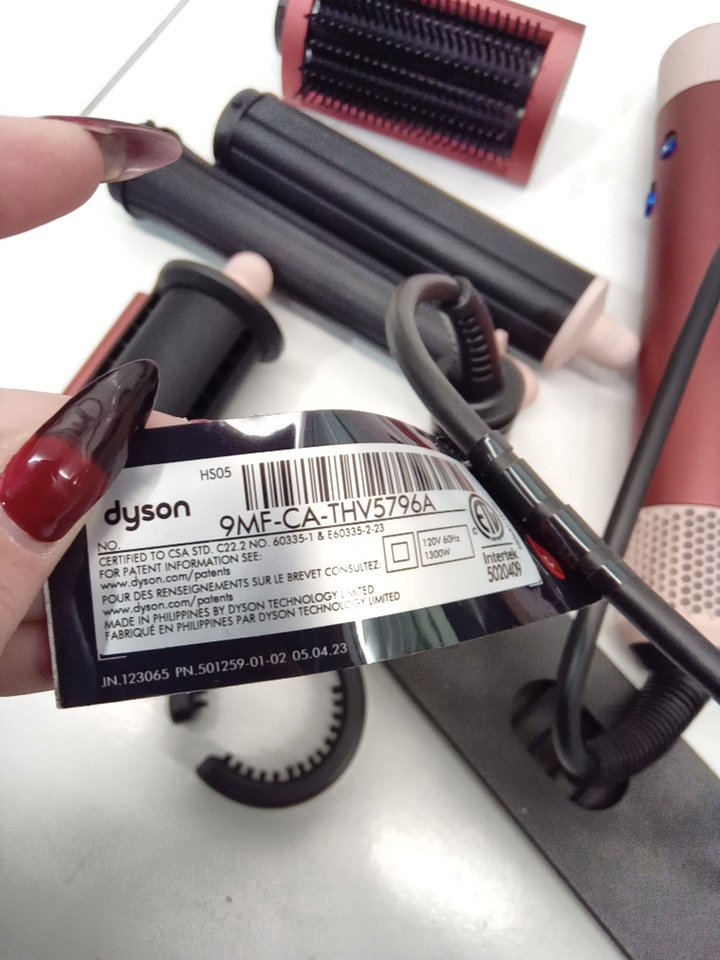 HS05
dyson
NO. 9MF-CA-THV5796A
CERTIFIED TO CSA STD. C22.2 NO. 60335-1 & E60335-2-23
FOR PATENT INFORMATION SEE:
www.dyson.com/patents
POUR DES RENSEIGNEMENTS SUR LE BREVET CONSULTEZ:
www.dyson.com/patents
MADE IN PHILIPPINES BY DYSON TECHNOLOGY LIMITED
FABRIQUÉ EN PHILIPPINES PAR DYSON TECHNOLOGY LIMITED
120V 60Hz
1300W
C
Intertek
5020409
JN.123065 PN.501259-01-02 05.04.23